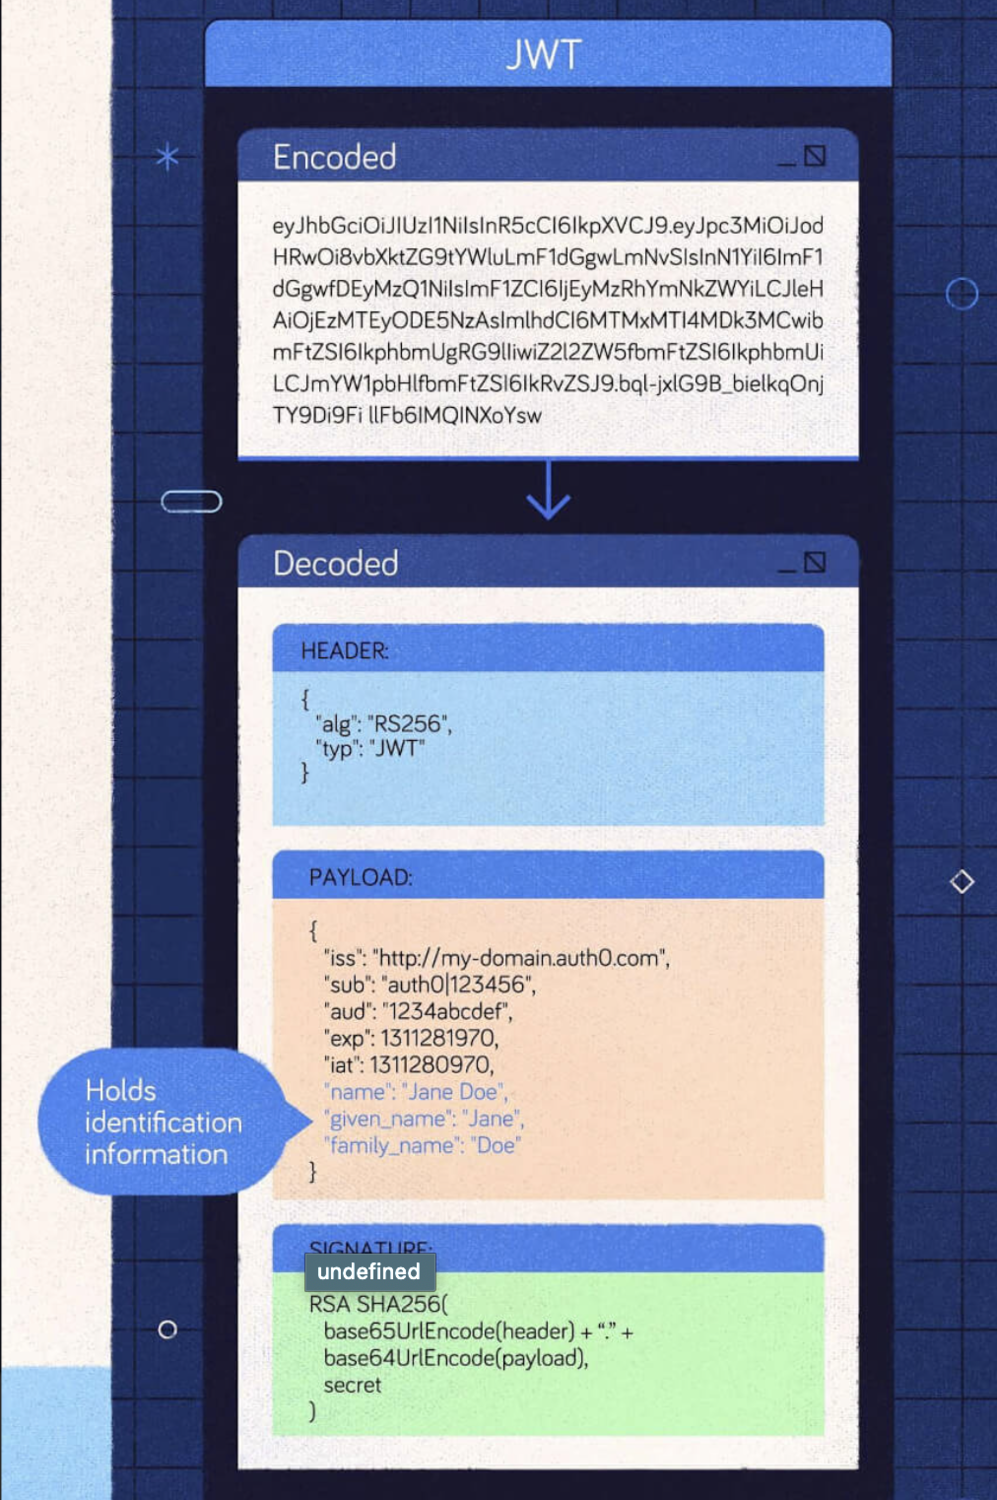 JWT
Encoded
eyJhbGciOiJIUzI1NiIsInR5cCI6IkpXVCJ9.eyJpc3MiOiJod
HRwOi8vbXktZG9tYWluLmF1dGgwLmNvSIsInN1YiI6ImF1
dGgwfDEyMzQ1NiIsImF1ZCI6IjEyMzRhYmNkZWYiLCJleH
AiOjEzMTEyODE5NzAsImlhdCI6MTMxMTI4MDk3MCwib
mFtZSI6IkphbmUgRG9lIiwiZ2l2ZW5fbmFtZSI6IkphbmUi
LCJmYW1pbHlfbmFtZSI6IkRvZSJ9.bql-jxlG9B_bielkqOnj
TY9Di9Fi llFb6IMQINXoYsw
Decoded
HEADER:
{
"alg": "RS256",
"typ": "JWT"
}
PAYLOAD:
{
"iss": "http://my-domain.auth0.com",
"sub": "auth0|123456",
"aud": "1234abcdef",
"exp": 1311281970,
"iat": 1311280970,
"name": "Jane Doe",
"given_name": "Jane",
"family_name": "Doe"
}
Holds
identification
information
SIGNATURE:
undefined
RSA SHA256(
base65UrlEncode(header) + “.” +
base64UrlEncode(payload),
secret
)